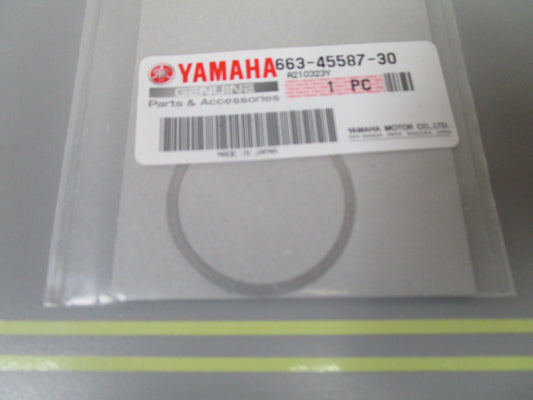 YAMAHA 663-45587-30
GENUINE A210323Y
Parts & Accessories 1 PC
YAMAHA MOTOR CO., LTD.
MADE IN JAPAN